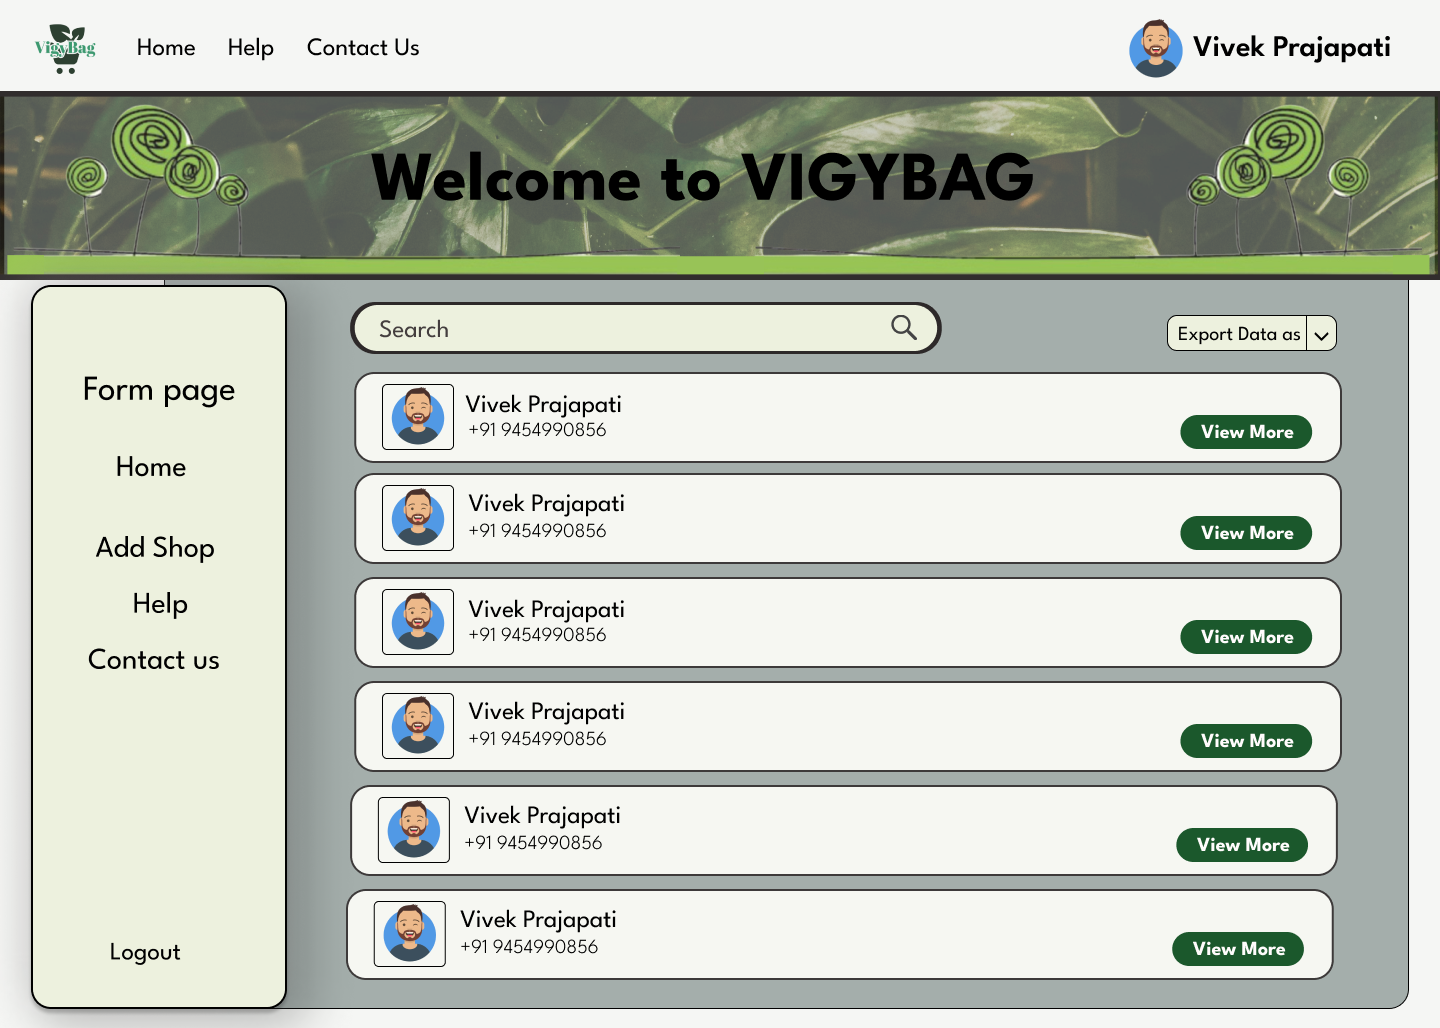 VigyBag
Home
Help
Contact Us
Vivek Prajapati
Welcome to VIGYBAG
Form page
Home
Add Shop
Help
Contact us
Logout
Search
Export Data as
Vivek Prajapati
+91 9454990856
View More
Vivek Prajapati
+91 9454990856
View More
Vivek Prajapati
+91 9454990856
View More
Vivek Prajapati
+91 9454990856
View More
Vivek Prajapati
+91 9454990856
View More
Vivek Prajapati
+91 9454990856
View More